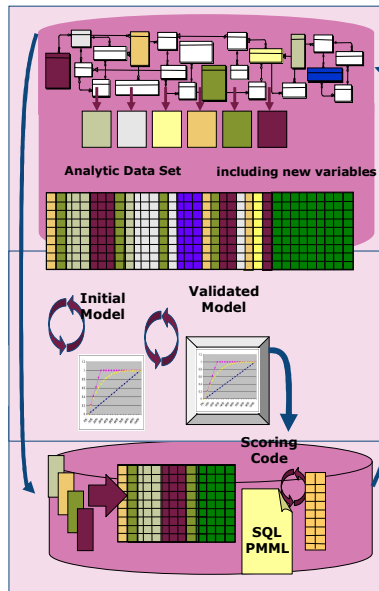 Analytic Data Set including new variables
Initial
Model
Validated
Model
Scoring
Code
SQL
PMML